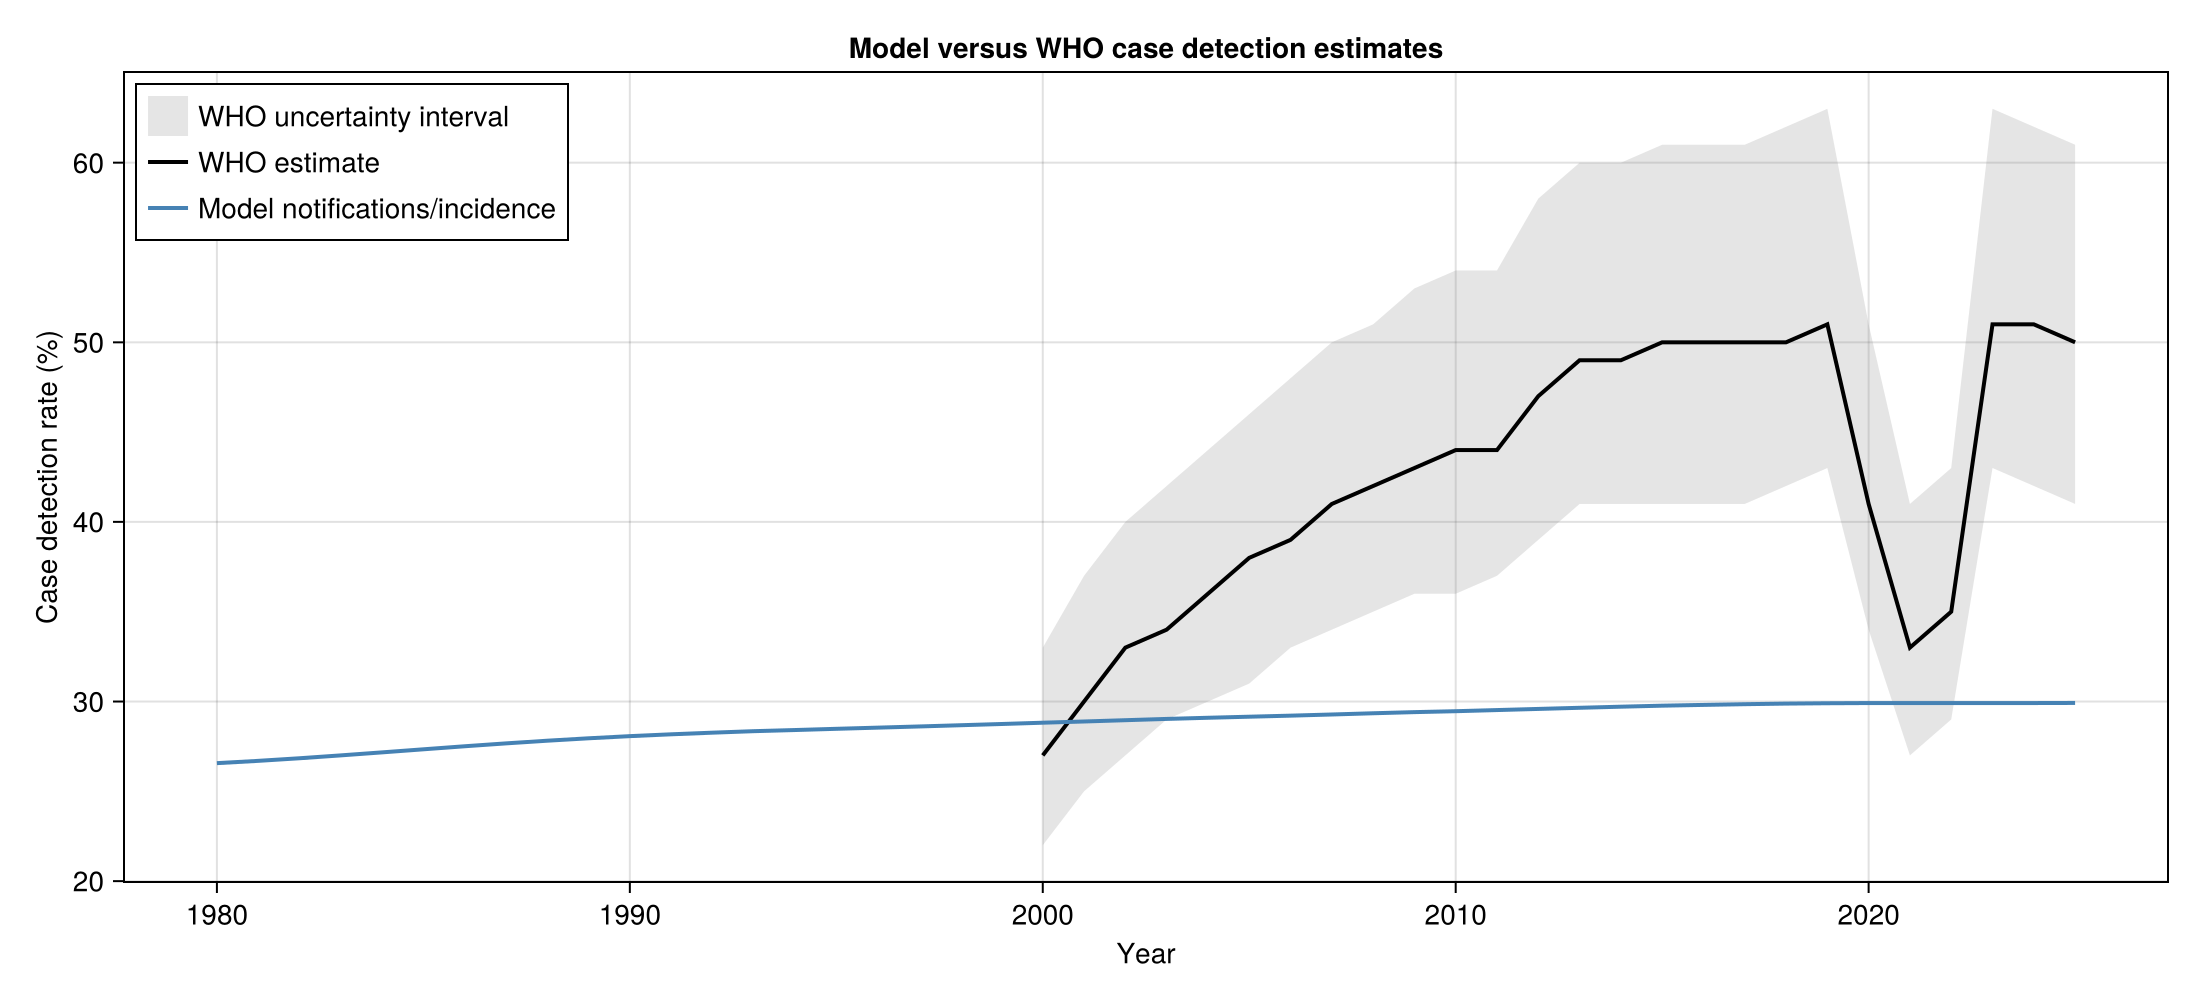 Model versus WHO case detection estimates
WHO uncertainty interval
WHO estimate
Model notifications/incidence
Case detection rate (%)
60
50
40
30
20
1980 1990 2000 2010 2020
Year